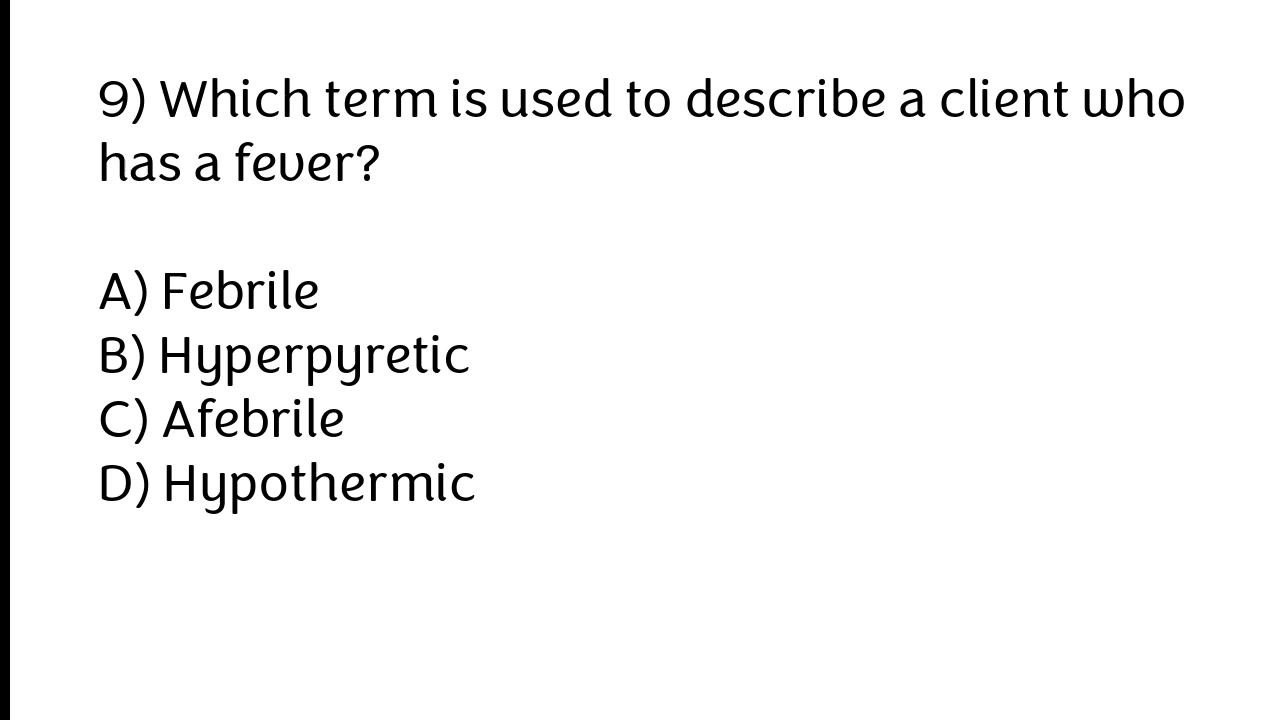 9) Which term is used to describe a client who
has a fever?
A) Febrile
B) Hyperpyretic
C) Afebrile
D) Hypothermic